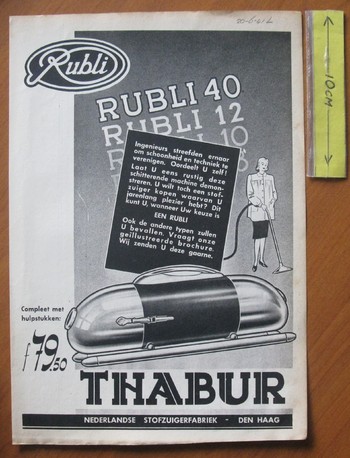 Rubli
10CM
RUBLI 40
RUBLI 12
RUBLI 10
Ingenieurs streefden ernaar
om schoonheid en techniek te
verenigen. Oordeelt U zelf!
Laat U eens rustig deze
schitterende machine demon-
streren. U wilt toch een stof-
zuiger kopen waarvan U
jarenlang plezier hebt? Dit
kunt U, wanneer Uw keuze is
EEN RUBLI
Ook de andere typen zullen
U bevallen. Vraagt onze
geïllustreerde brochure.
Wij zenden U deze gaarne.
Compleet met
hulpstukken:
f 79.50
THABUR
NEDERLANDSE STOFZUIGERFABRIEK - DEN HAAG